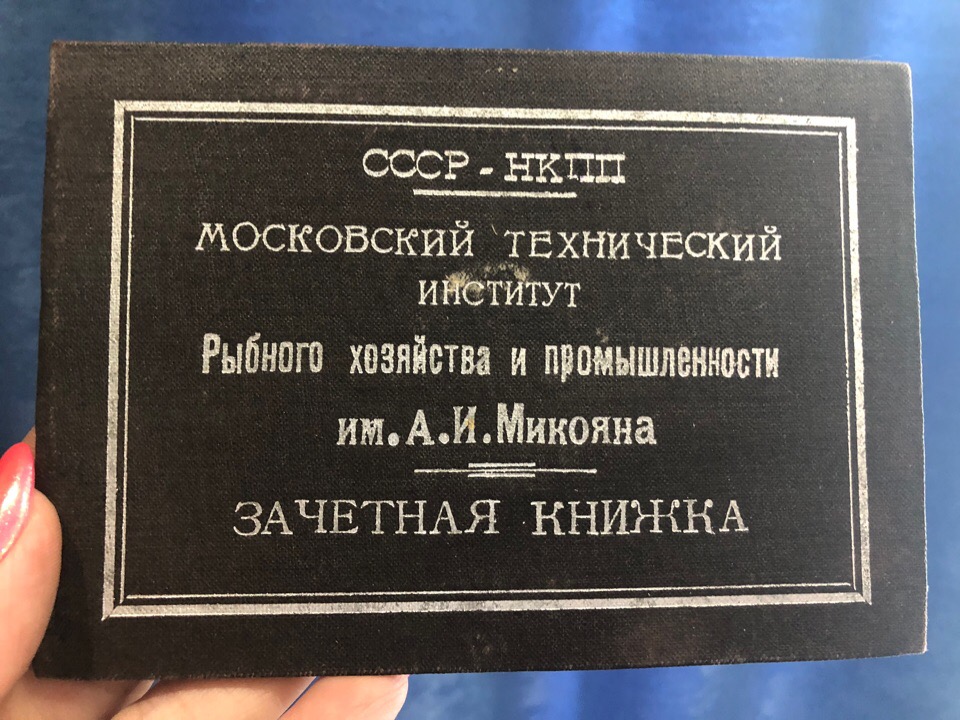 СССР - НКПП
МОСКОВСКИЙ ТЕХНИЧЕСКИЙ
ИНСТИТУТ
Рыбного хозяйства и промышленности
им. А.И. Микояна
ЗАЧЕТНАЯ КНИЖКА